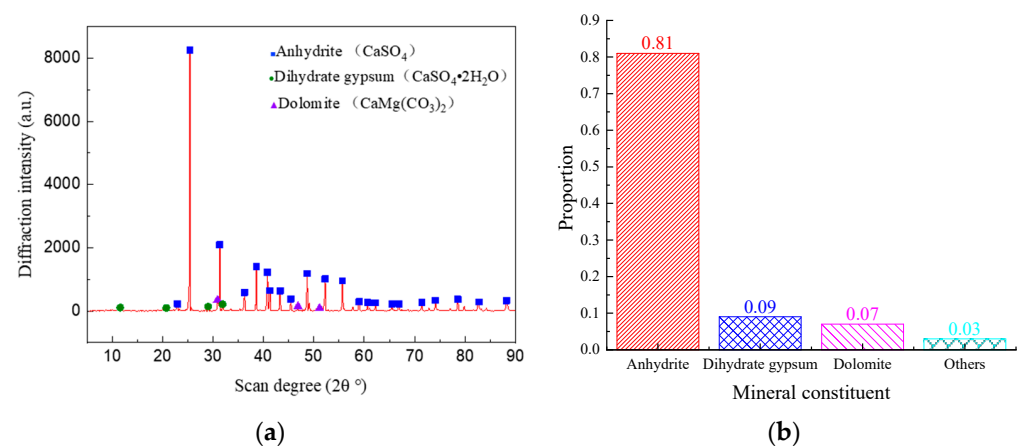 8000
6000
4000
2000
0
Diffraction intensity (a.u.)
Anhydrite （CaSO₄）
Dihydrate gypsum （CaSO₄•2H₂O）
Dolomite （CaMg(CO₃)₂）
10 20 30 40 50 60 70 80 90
Scan degree (2θ °)
(a)
0.9
0.8
0.7
0.6
0.5
0.4
0.3
0.2
0.1
0.0
Proportion
0.81
0.09
0.07
0.03
Anhydrite Dihydrate gypsum Dolomite Others
Mineral constituent
(b)